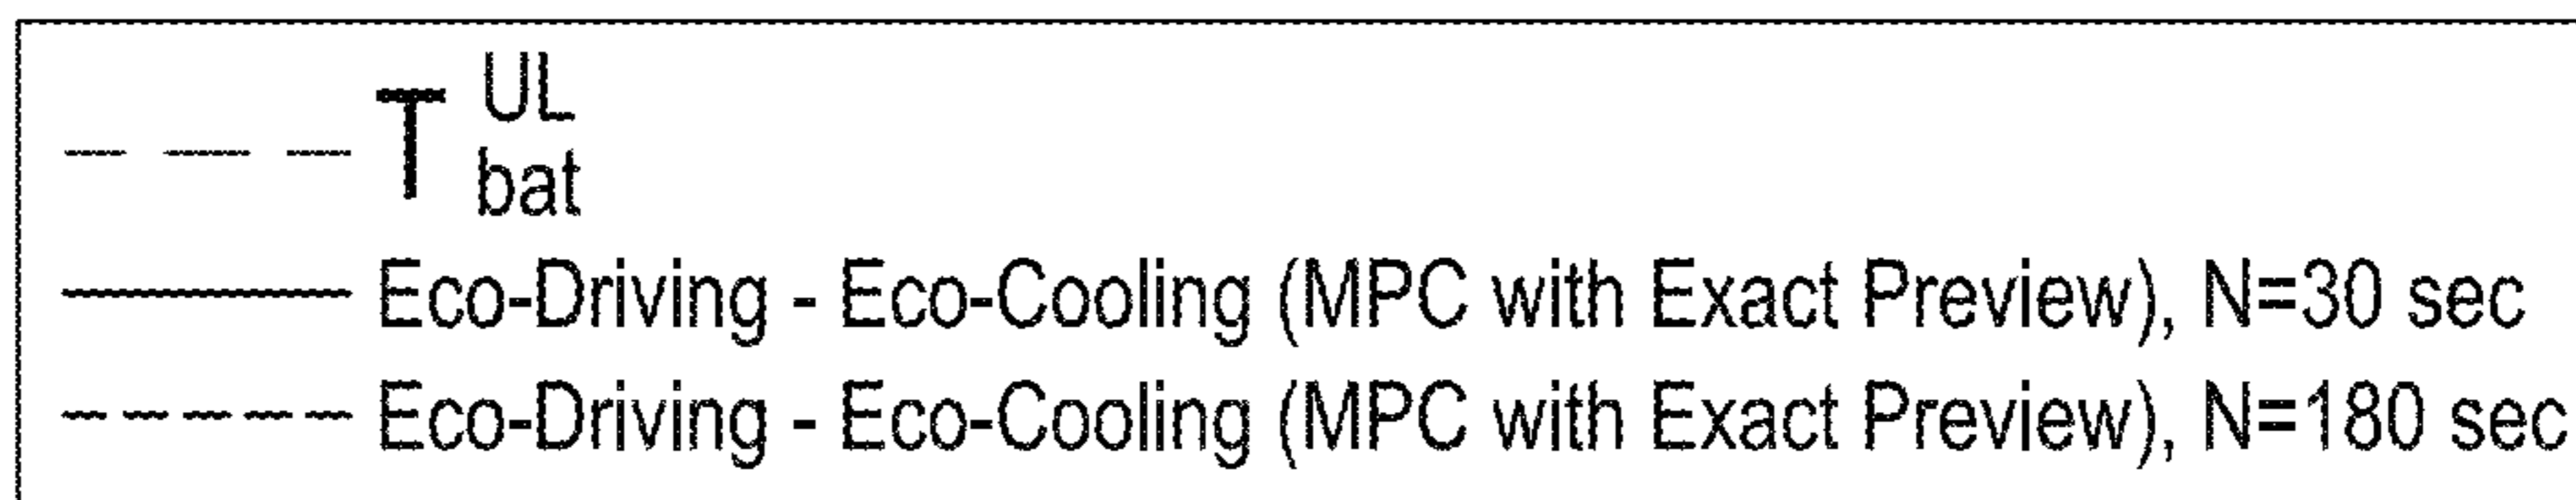 T UL bat
Eco-Driving - Eco-Cooling (MPC with Exact Preview), N=30 sec
Eco-Driving - Eco-Cooling (MPC with Exact Preview), N=180 sec